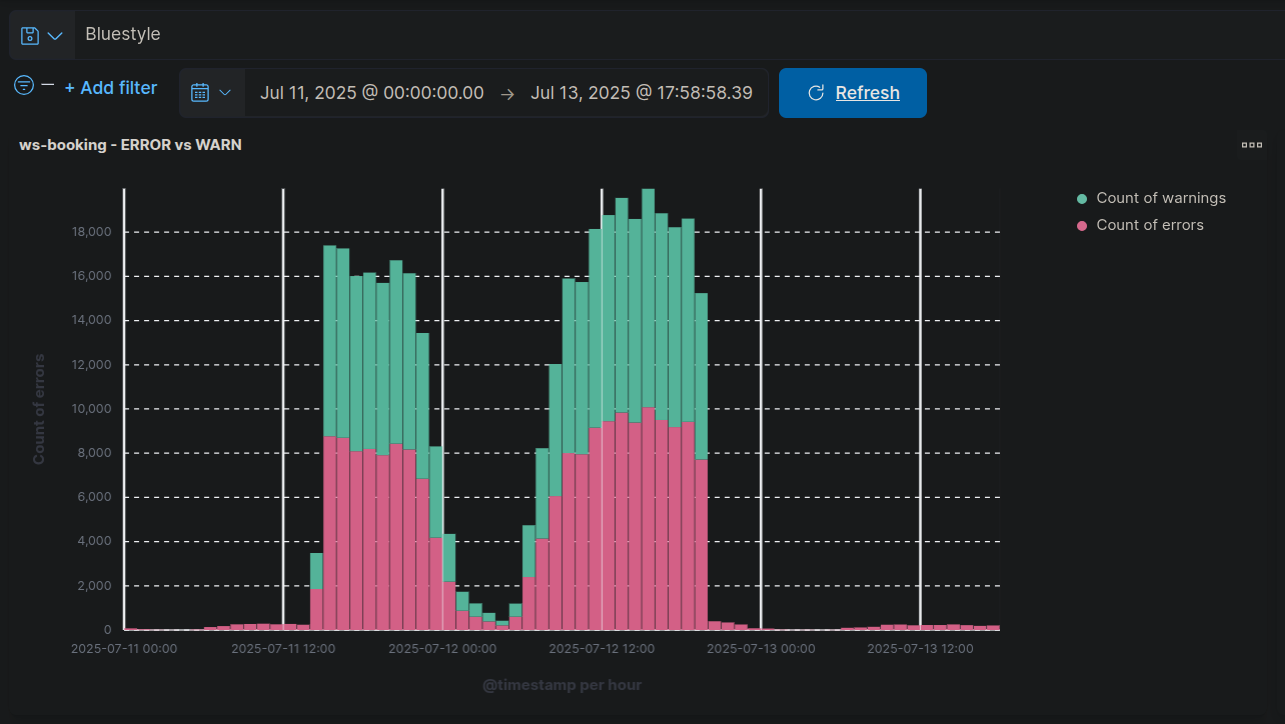 Bluestyle
+ Add filter
Jul 11, 2025 @ 00:00:00.00 → Jul 13, 2025 @ 17:58:58.39
Refresh
ws-booking - ERROR vs WARN
Count of warnings
Count of errors
18,000
16,000
14,000
12,000
10,000
8,000
6,000
4,000
2,000
0
Count of errors
2025-07-11 00:00 2025-07-11 12:00 2025-07-12 00:00 2025-07-12 12:00 2025-07-13 00:00 2025-07-13 12:00
@timestamp per hour